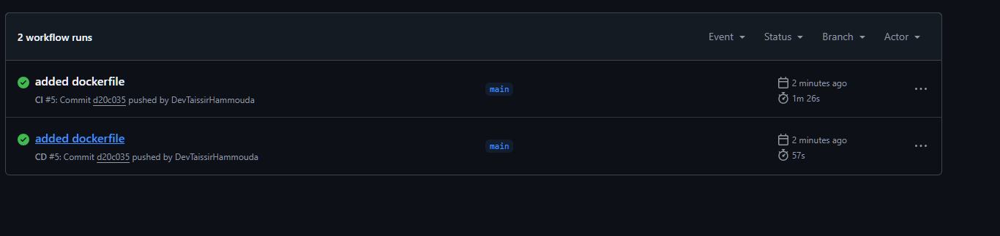 2 workflow runs Event Status Branch Actor
added dockerfile
main
2 minutes ago
CI #5: Commit d20c035 pushed by DevTaissirHammouda
1m 26s
added dockerfile
main
2 minutes ago
CD #5: Commit d20c035 pushed by DevTaissirHammouda
57s